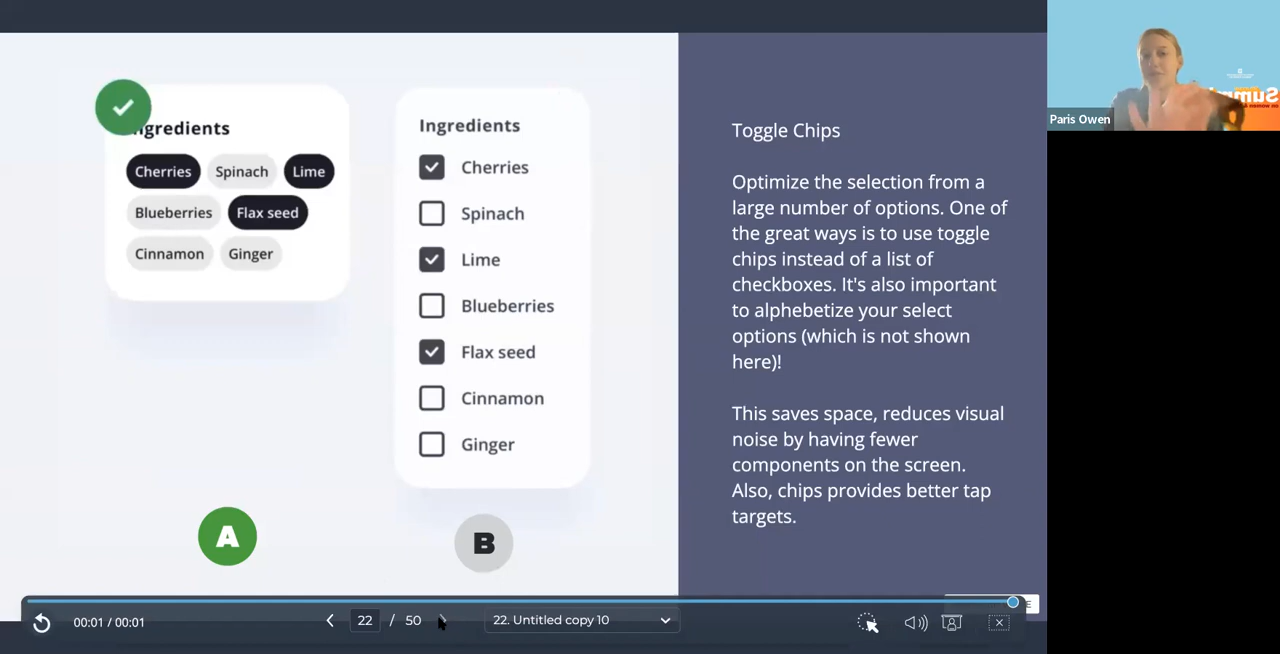 Ingredients
Cherries Spinach Lime
Blueberries Flax seed
Cinnamon Ginger
A
Ingredients
Cherries
Spinach
Lime
Blueberries
Flax seed
Cinnamon
Ginger
B
Toggle Chips
Optimize the selection from a
large number of options. One of
the great ways is to use toggle
chips instead of a list of
checkboxes. It's also important
to alphebetize your select
options (which is not shown
here)!
This saves space, reduces visual
noise by having fewer
components on the screen.
Also, chips provides better tap
targets.
Paris Owen
00:01 / 00:01
22 / 50
22. Untitled copy 10